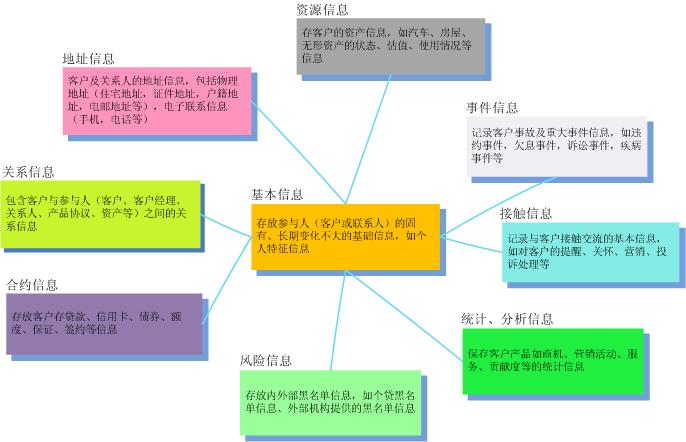 资源信息
存客户的资产信息，如汽车、房屋、
无形资产的状态、估值、使用情况等
信息
地址信息
客户及关系人的地址信息，包括物理
地址（住宅地址，证件地址，户籍地
址，电邮地址等），电子联系信息
（手机，电话等）
事件信息
记录客户事故及重大事件信息，如违
约事件，欠息事件，诉讼事件，疾病
事件等
关系信息
包含客户与参与人（客户、客户经理、
关系人、产品协议、资产等）之间的关
系信息
基本信息
存放参与人（客户或联系人）的固
有、长期变化不大的基础信息，如个
人特征信息
接触信息
记录与客户接触交流的基本信息，
如对客户的提醒、关怀、营销、投
诉处理等
合约信息
存放客户存贷款、信用卡、债券、额
度、保证、签约等信息
统计、分析信息
保存客户产品如商机、营销活动、服
务、贡献度等的统计信息
风险信息
存放内外部黑名单信息，如个贷黑名
单信息、外部机构提供的黑名单信息